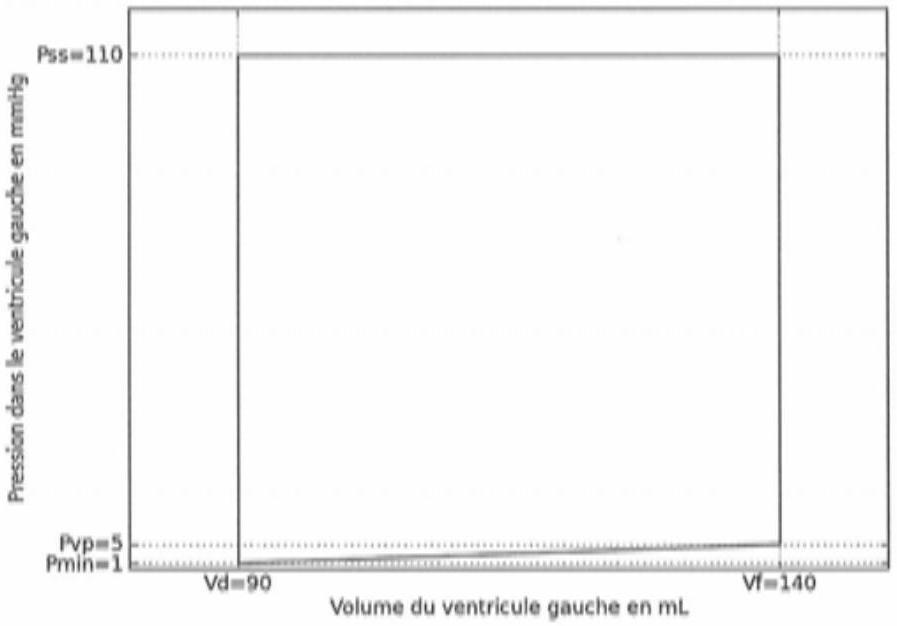 Pss=110
Pression dans le ventricule gauche en mmHg
Pvp=5
Pmin=1
Vd=90
Vf=140
Volume du ventricule gauche en mL